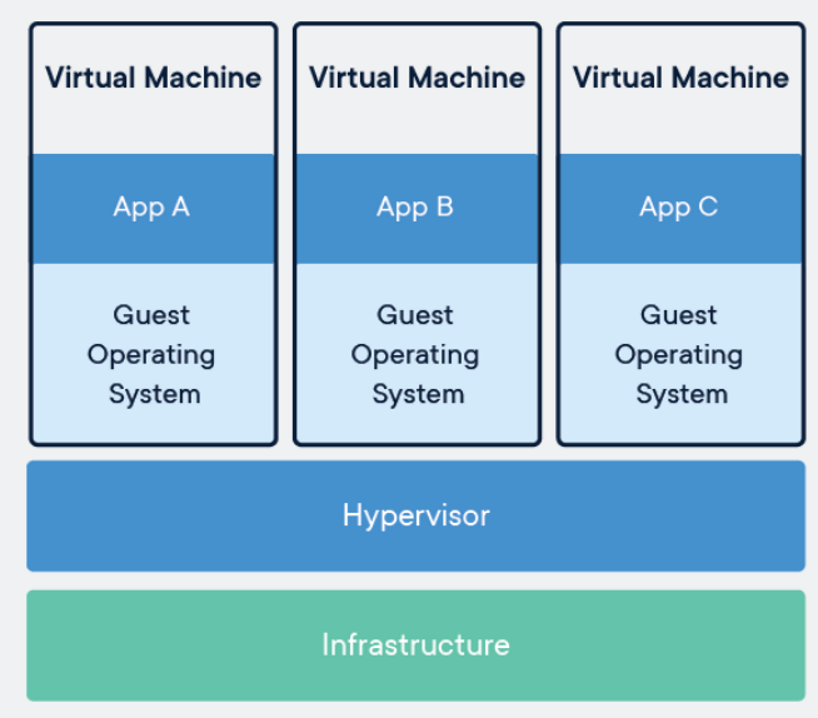 Virtual Machine
Virtual Machine
Virtual Machine
App A
App B
App C
Guest
Operating
System
Guest
Operating
System
Guest
Operating
System
Hypervisor
Infrastructure